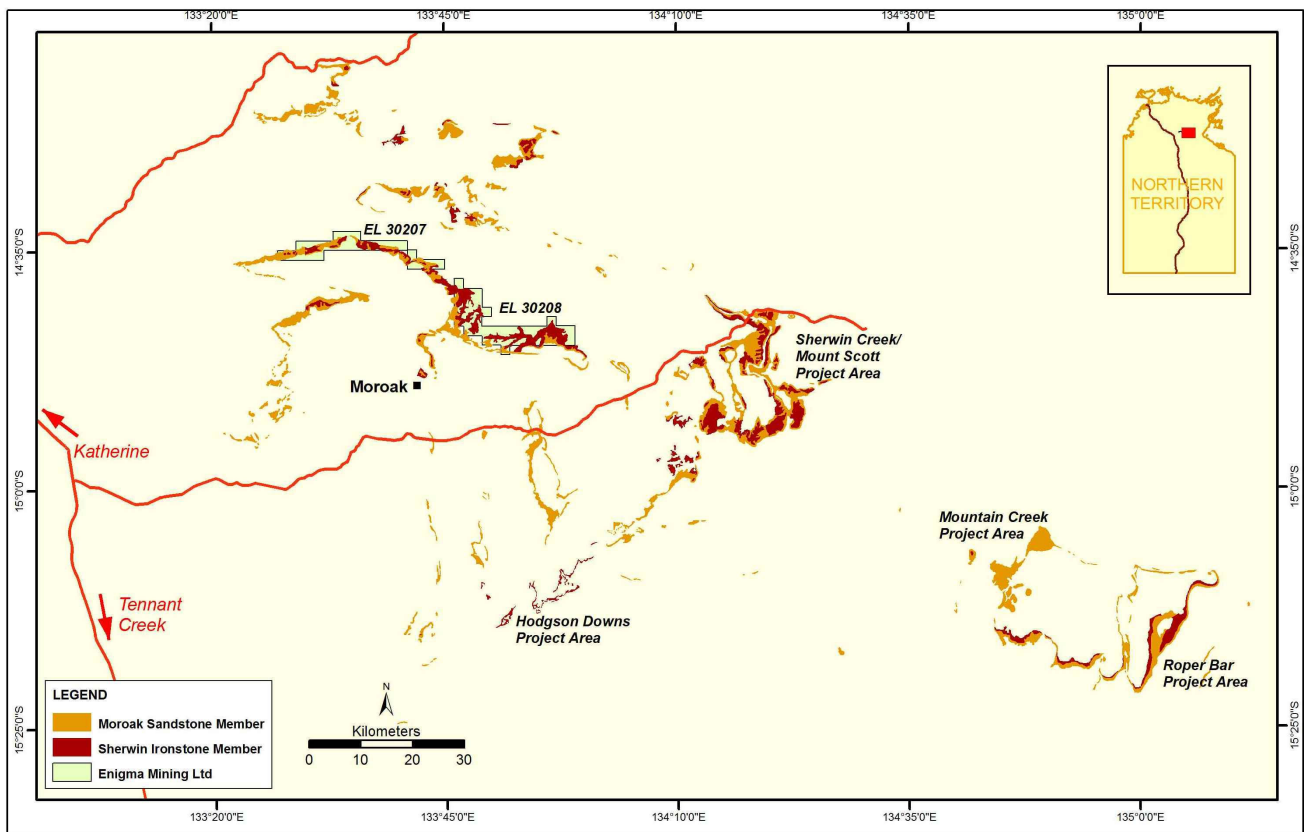 133°20'0"E
133°45'0"E
134°10'0"E
134°35'0"E
135°0'0"E
NORTHERN
TERRITORY
EL 30207
14°35'0"S
14°35'0"S
EL 30208
Sherwin Creek/
Mount Scott
Project Area
Moroak
Katherine
15°0'0"S
15°0'0"S
Mountain Creek
Project Area
Tennant
Creek
Hodgson Downs
Project Area
Roper Bar
Project Area
LEGEND
Moroak Sandstone Member
Sherwin Ironstone Member
Enigma Mining Ltd
N
Kilometers
0 10 20 30
15°25'0"S
15°25'0"S
133°20'0"E
133°45'0"E
134°10'0"E
134°35'0"E
135°0'0"E